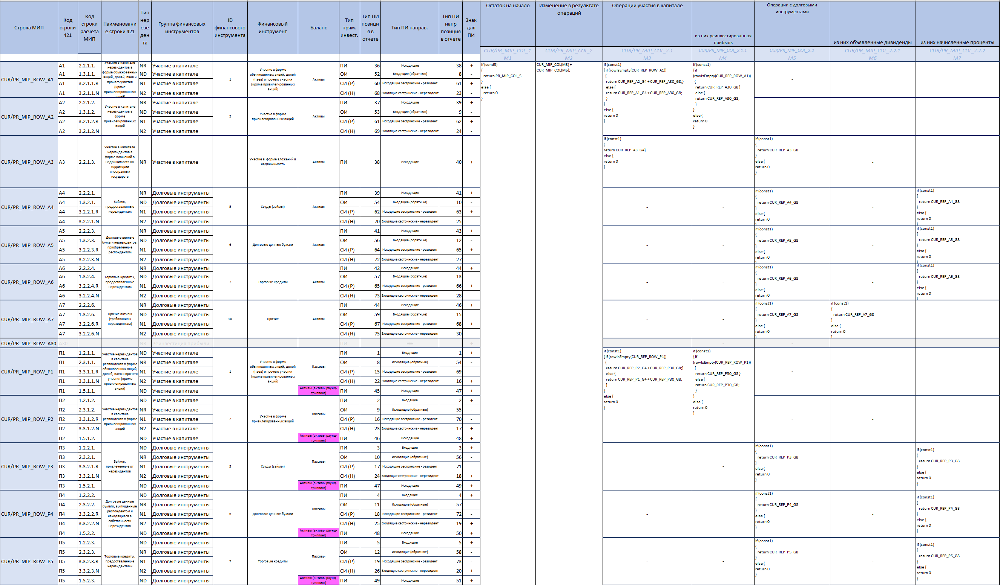 Строка МИП
Код строки 421
Код строки расчета МИП
Наименование строки 421
Тип нерезедента
Группа финансовых инструментов
ID финансового инструмента
Финансовый инструмент
Баланс
Тип прям. инвест.
Тип ПИ позиция в отчете
Тип ПИ направ.
Тип ПИ напр позиция в отчете
Знак для ПИ
Остаток на начало
Изменение в результате операций
Операции участия в капитале
из них реинвестированная прибыль
Операции с долговыми инструментами
из них объявленные дивиденды
из них начисленные проценты
CUR/PR_MIP_COL_1 M1
CUR/PR_MIP_COL_2 M2
CUR/PR_MIP_COL_2.1 M3
CUR/PR_MIP_COL_2.1.1 M4
CUR/PR_MIP_COL_2.2 M5
CUR/PR_MIP_COL_2.2.1 M6
CUR/PR_MIP_COL_2.2.2 M7
CUR/PR_MIP_ROW_A1
Участие в капитале нерезидентов в форме обыкновенных акций, долей, паев и прочего участия (кроме привилегированных акций)
1
Участие в форме обыкновенных акций, долей (паев) и прочего участия (кроме привилегированных акций)
Активы
A1 2.2.1.1. NR Участие в капитале ПИ 36 Исходящие 38 +
A1 1.3.1.1. ND Участие в капитале ОИ 52 Входящие (обратные) 8 -
A1 3.2.1.1.R N1 Участие в капитале СИ (Р) 60 Исходящие сестринские - резидент 61 +
A1 3.2.1.1.N N2 Участие в капитале СИ (Н) 68 Входящие сестринские - нерезидент 23 -
if (cond3)
{
return PR_MIP_COL_5
}
else {
return 0
}
CUR_MIP_COL(M3) +
CUR_MIP_COL(M5);
if (const1)
{ if (rowIsEmpty(CUR_REP_ROW_A1))
{
return CUR_REP_A2_G4 + CUR_REP_A30_G8;}
else {
return CUR_REP_A1_G4 + CUR_REP_A30_G8;
}
}
else {
return 0
}
if (const1)
{ if
(rowIsEmpty(CUR_REP_ROW_A1))
{
return CUR_REP_A30_G8 }
else {
return CUR_REP_A30_G8;
}
}
else {
return 0
}
- -
CUR/PR_MIP_ROW_A2
Участие в капитале нерезидентов в форме привилегированных акций
2
Участие в форме привилегированных акций
Активы
A2 2.2.1.2. NR Участие в капитале ПИ 37 Исходящие 39 +
A2 1.3.1.2. ND Участие в капитале ОИ 53 Входящие (обратные) 9 -
A2 3.2.1.2.R N1 Участие в капитале СИ (Р) 61 Исходящие сестринские - резидент 62 +
A2 3.2.1.2.N N2 Участие в капитале СИ (Н) 69 Входящие сестринские - нерезидент 24 -
- -
CUR/PR_MIP_ROW_A3
Участие в капитале нерезидентов в форме вложений в недвижимость на территории иностранных государств
Участие в форме вложений в недвижимость
Активы
A3 2.2.1.3. NR Участие в капитале ПИ 38 Исходящие 40 +
if (const1)
{
return CUR_REP_A3_G4}
else {
return 0
}
-
if (const1)
{
return CUR_REP_A3_G8
}
else {
return 0
}
-
CUR/PR_MIP_ROW_A4
Займы, предоставленные нерезидентам
5
Ссуды (займы)
Активы
A4 2.2.2.1. NR Долговые инструменты ПИ 39 Исходящие 41 +
A4 1.3.2.1. ND Долговые инструменты ОИ 54 Входящие (обратные) 10 -
A4 3.2.2.1.R N1 Долговые инструменты СИ (Р) 62 Исходящие сестринские - резидент 63 +
A4 3.2.2.1.N N2 Долговые инструменты СИ (Н) 70 Входящие сестринские - нерезидент 25 -
- -
if (const1)
{
return CUR_REP_A4_G8
}
else {
return 0
}
-
if (const1)
{
return CUR_REP_A4_G8
}
else {
return 0
}
CUR/PR_MIP_ROW_A5
Долговые ценные бумаги нерезидентов, приобретенные респондентом
6
Долговые ценные бумаги
Активы
A5 2.2.2.3. NR Долговые инструменты ПИ 41 Исходящие 43 +
A5 1.3.2.3. ND Долговые инструменты ОИ 56 Входящие (обратные) 12 -
A5 3.2.2.3.R N1 Долговые инструменты СИ (Р) 64 Исходящие сестринские - резидент 65 +
A5 3.2.2.3.N N2 Долговые инструменты СИ (Н) 72 Входящие сестринские - нерезидент 27 -
- -
if (const1)
{
return CUR_REP_A5_G8
}
else {
return 0
}
-
if (const1)
{
return CUR_REP_A5_G8
}
else {
return 0
}
CUR/PR_MIP_ROW_A6
Торговые кредиты, предоставленные нерезидентам
7
Торговые кредиты
Активы
A6 2.2.2.4. NR Долговые инструменты ПИ 42 Исходящие 44 +
A6 1.3.2.4. ND Долговые инструменты ОИ 57 Входящие (обратные) 13 -
A6 3.2.2.4.R N1 Долговые инструменты СИ (Р) 65 Исходящие сестринские - резидент 66 +
A6 3.2.2.4.N N2 Долговые инструменты СИ (Н) 73 Входящие сестринские - нерезидент 28 -
- -
if (const1)
{
return CUR_REP_A6_G8
}
else {
return 0
-
if (const1)
{
return CUR_REP_A6_G8
}
else {
return 0
}
CUR/PR_MIP_ROW_A7
Прочие активы (требования к нерезидентам)
10
Прочие
Активы
A7 2.2.2.6. NR Долговые инструменты ПИ 44 Исходящие 46 +
A7 1.3.2.6. ND Долговые инструменты ОИ 59 Входящие (обратные) 15 -
A7 3.2.2.6.R N1 Долговые инструменты СИ (Р) 67 Исходящие сестринские - резидент 68 +
A7 3.2.2.6.N N2 Долговые инструменты СИ (Н) 75 Входящие сестринские - нерезидент 30 -
- -
if (const1)
{
return CUR_REP_A7_G8
}
else {
return 0
}
if (const1)
{
return CUR_REP_A7_G8
}
else {
return 0
}
CUR/PR_MIP_ROW_A30 A30 NR Реинвестиция прибыли ПИ + - - -
CUR/PR_MIP_ROW_P1
Участие нерезидентов в капитале респондента в форме обыкновенных акций, долей, паев и прочего участия (кроме привилегированных акций)
1
Участие в форме обыкновенных акций, долей (паев) и прочего участия (кроме привилегированных акций)
Пассивы
Активы (активы раунд-триппинг)
П1 1.2.1.1. ND Участие в капитале ПИ 1 Входящие 1 +
П1 2.3.1.1. NR Участие в капитале ОИ 8 Исходящие (обратные) 54 -
П1 3.3.1.1.R N1 Участие в капитале СИ (Р) 15 Исходящие сестринские - резидент 69 -
П1 3.3.1.1.N N2 Участие в капитале СИ (Н) 22 Входящие сестринские - нерезидент 16 +
П1 1.5.1.1. ND Участие в капитале ПИ 45 Исходящие 47 +
if (const1)
{ if (rowIsEmpty(CUR_REP_ROW_P1))
{
return CUR_REP_P2_G4 + CUR_REP_P30_G8;}
else {
return CUR_REP_P1_G4 + CUR_REP_P30_G8;
}
}
else {
return 0
}
if (const1)
{ if
(rowIsEmpty(CUR_REP_ROW_P1))
{
return CUR_REP_P30_G8 }
else {
return CUR_REP_P30_G8;
}
}
else {
return 0
}
- -
CUR/PR_MIP_ROW_P2
Участие нерезидентов в капитале респондента в форме привилегированных акций
2
Участие в форме привилегированных акций
Пассивы
Активы (активы раунд-триппинг)
П2 1.2.1.2. ND Участие в капитале ПИ 2 Входящие 2 +
П2 2.3.1.2. NR Участие в капитале ОИ 9 Исходящие (обратные) 55 -
П2 3.3.1.2.R N1 Участие в капитале СИ (Р) 16 Исходящие сестринские - резидент 70 -
П2 3.3.1.2.N N2 Участие в капитале СИ (Н) 23 Входящие сестринские - нерезидент 17 +
П2 1.5.1.2. ND Участие в капитале ПИ 46 Исходящие 48 +
- -
CUR/PR_MIP_ROW_P3
Займы, привлеченные от нерезидентов
5
Ссуды (займы)
Пассивы
Активы (активы раунд-триппинг)
П3 1.2.2.1. ND Долговые инструменты ПИ 3 Входящие 3 +
П3 2.3.2.1. NR Долговые инструменты ОИ 10 Исходящие (обратные) 56 -
П3 3.3.2.1.R N1 Долговые инструменты СИ (Р) 17 Исходящие сестринские - резидент 71 -
П3 3.3.2.1.N N2 Долговые инструменты СИ (Н) 24 Входящие сестринские - нерезидент 18 +
П3 1.5.2.1. ND Долговые инструменты ПИ 47 Исходящие 49 +
- -
if (const1)
{
return CUR_REP_P3_G8
}
else {
return 0
}
-
if (const1)
{
return CUR_REP_P3_G8
}
else {
return 0
}
CUR/PR_MIP_ROW_P4
Долговые ценные бумаги, выпущенные респондентом и находящиеся в собственности нерезидентов
6
Долговые ценные бумаги
Пассивы
Активы (активы раунд-триппинг)
П4 1.2.2.2. ND Долговые инструменты ПИ 4 Входящие 4 +
П4 2.3.2.2. NR Долговые инструменты ОИ 11 Исходящие (обратные) 57 -
П4 3.3.2.2.R N1 Долговые инструменты СИ (Р) 18 Исходящие сестринские - резидент 72 -
П4 3.3.2.2.N N2 Долговые инструменты СИ (Н) 25 Входящие сестринские - нерезидент 19 +
П4 1.5.2.2. ND Долговые инструменты ПИ 48 Исходящие 50 +
- -
if (const1)
{
return CUR_REP_P4_G8
}
else {
return 0
}
-
if (const1)
{
return CUR_REP_P4_G8
}
else {
return 0
}
CUR/PR_MIP_ROW_P5
Торговые кредиты, предоставленные нерезидентами
7
Торговые кредиты
Пассивы
Активы (активы раунд-триппинг)
П5 1.2.2.3. ND Долговые инструменты ПИ 5 Входящие 5 +
П5 2.3.2.3. NR Долговые инструменты ОИ 12 Исходящие (обратные) 58 -
П5 3.3.2.3.R N1 Долговые инструменты СИ (Р) 19 Исходящие сестринские - резидент 73 -
П5 3.3.2.3.N N2 Долговые инструменты СИ (Н) 26 Входящие сестринские - нерезидент 20 +
П5 1.5.2.3. ND Долговые инструменты ПИ 49 Исходящие 51 +
- -
if (const1)
{
return CUR_REP_P5_G8
}
else {
return 0
}
-
if (const1)
{
return CUR_REP_P5_G8
}
else {
return 0
}